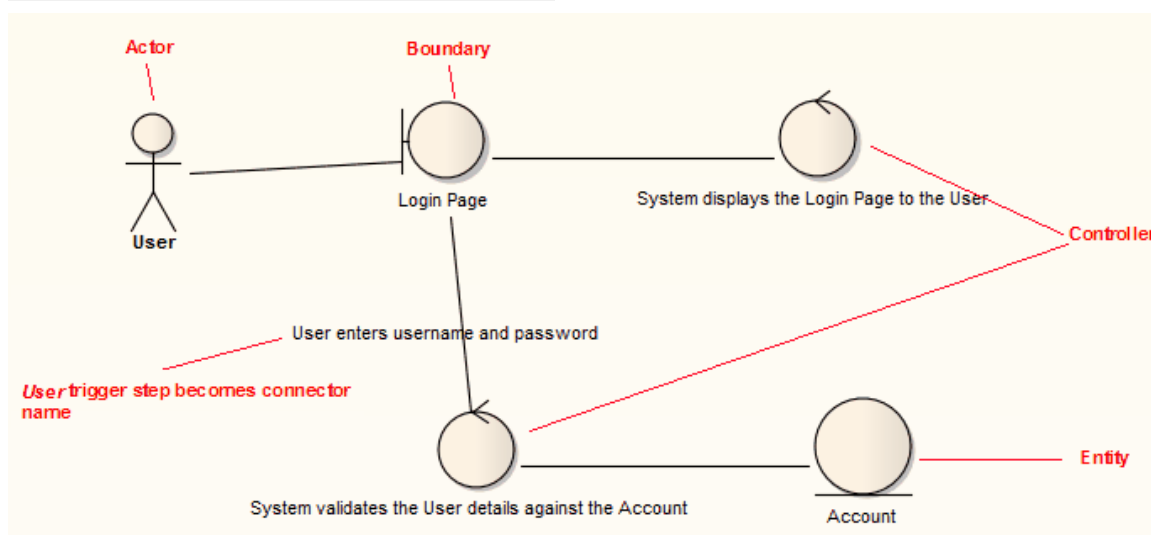 Actor
Boundary
Login Page
System displays the Login Page to the User
User
Controller
User enters username and password
User trigger step becomes connector
name
Entity
System validates the User details against the Account
Account